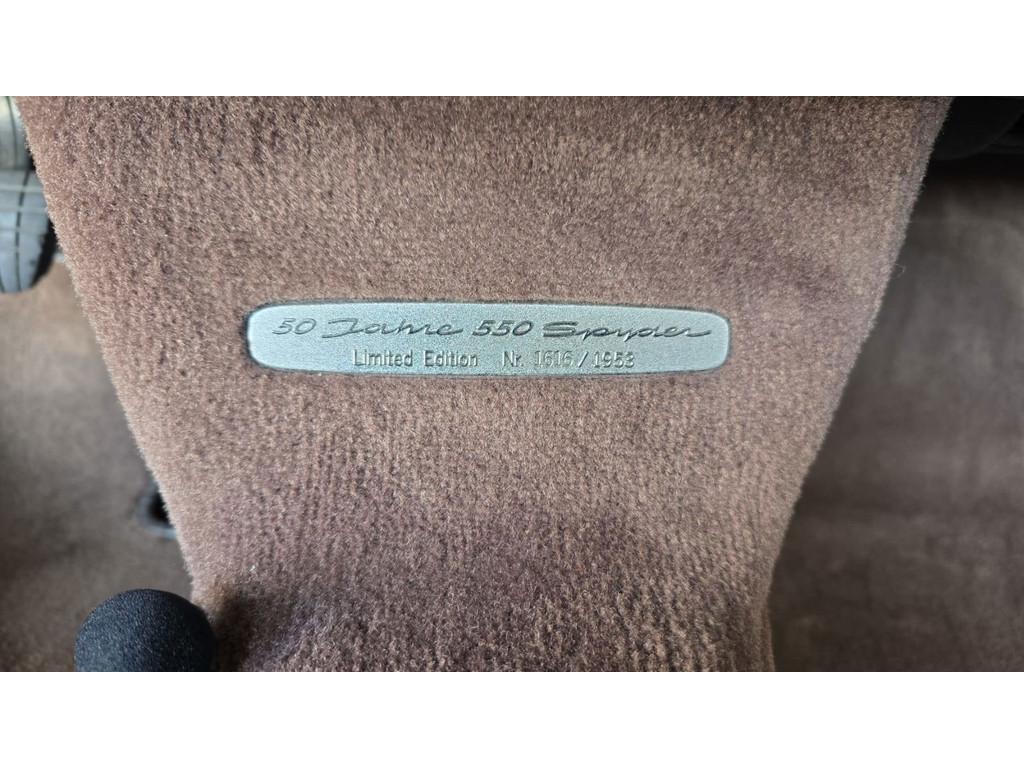 50 Jahre 550 Spyder
Limited Edition Nr. 1616/1953